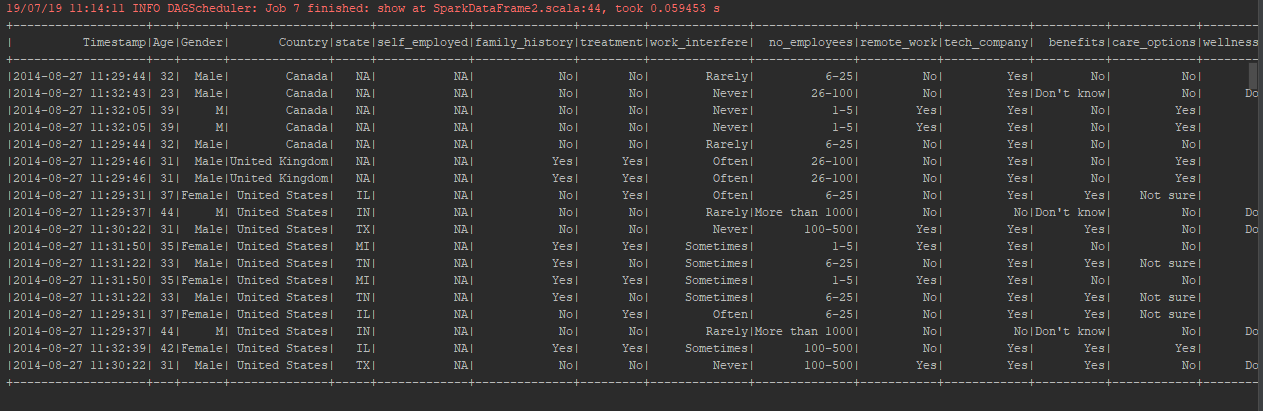 19/07/19 11:14:11 INFO DAGScheduler: Job 7 finished: show at SparkDataFrame2.scala:44, took 0.059453 s
+-------------------+---+------+--------------+-----+-------------+--------------+---------+--------------+--------------+-----------+------------+----------+------------+--------
| Timestamp|Age|Gender| Country|state|self_employed|family_history|treatment|work_interfere| no_employees|remote_work|tech_company| benefits|care_options|wellness
+-------------------+---+------+--------------+-----+-------------+--------------+---------+--------------+--------------+-----------+------------+----------+------------+--------
|2014-08-27 11:29:44| 32| Male| Canada| NA| NA| No| No| Rarely| 6-25| No| Yes| No| No|
|2014-08-27 11:32:43| 23| Male| Canada| NA| NA| No| No| Never| 26-100| No| Yes|Don't know| No| Do
|2014-08-27 11:32:05| 39| M| Canada| NA| NA| No| No| Never| 1-5| Yes| Yes| No| Yes|
|2014-08-27 11:32:05| 39| M| Canada| NA| NA| No| No| Never| 1-5| Yes| Yes| No| Yes|
|2014-08-27 11:29:44| 32| Male| Canada| NA| NA| No| No| Rarely| 6-25| No| Yes| No| No|
|2014-08-27 11:29:46| 31| Male|United Kingdom| NA| NA| Yes| Yes| Often| 26-100| No| Yes| No| Yes|
|2014-08-27 11:29:46| 31| Male|United Kingdom| NA| NA| Yes| Yes| Often| 26-100| No| Yes| No| Yes|
|2014-08-27 11:29:31| 37|Female| United States| IL| NA| No| Yes| Often| 6-25| No| Yes| Yes| Not sure|
|2014-08-27 11:29:37| 44| M| United States| IN| NA| No| No| Rarely|More than 1000| No| No|Don't know| No| Do
|2014-08-27 11:30:22| 31| Male| United States| TX| NA| No| No| Never| 100-500| Yes| Yes| Yes| No| Do
|2014-08-27 11:31:50| 35|Female| United States| MI| NA| Yes| Yes| Sometimes| 1-5| Yes| Yes| No| No|
|2014-08-27 11:31:22| 33| Male| United States| TN| NA| Yes| No| Sometimes| 6-25| No| Yes| Yes| Not sure|
|2014-08-27 11:31:50| 35|Female| United States| MI| NA| Yes| Yes| Sometimes| 1-5| Yes| Yes| No| No|
|2014-08-27 11:31:22| 33| Male| United States| TN| NA| Yes| No| Sometimes| 6-25| No| Yes| Yes| Not sure|
|2014-08-27 11:29:31| 37|Female| United States| IL| NA| No| Yes| Often| 6-25| No| Yes| Yes| Not sure|
|2014-08-27 11:29:37| 44| M| United States| IN| NA| No| No| Rarely|More than 1000| No| No|Don't know| No| Do
|2014-08-27 11:32:39| 42|Female| United States| IL| NA| Yes| Yes| Sometimes| 100-500| No| Yes| Yes| Yes|
|2014-08-27 11:30:22| 31| Male| United States| TX| NA| No| No| Never| 100-500| Yes| Yes| Yes| No| Do
+-------------------+---+------+--------------+-----+-------------+--------------+---------+--------------+--------------+-----------+------------+----------+------------+--------